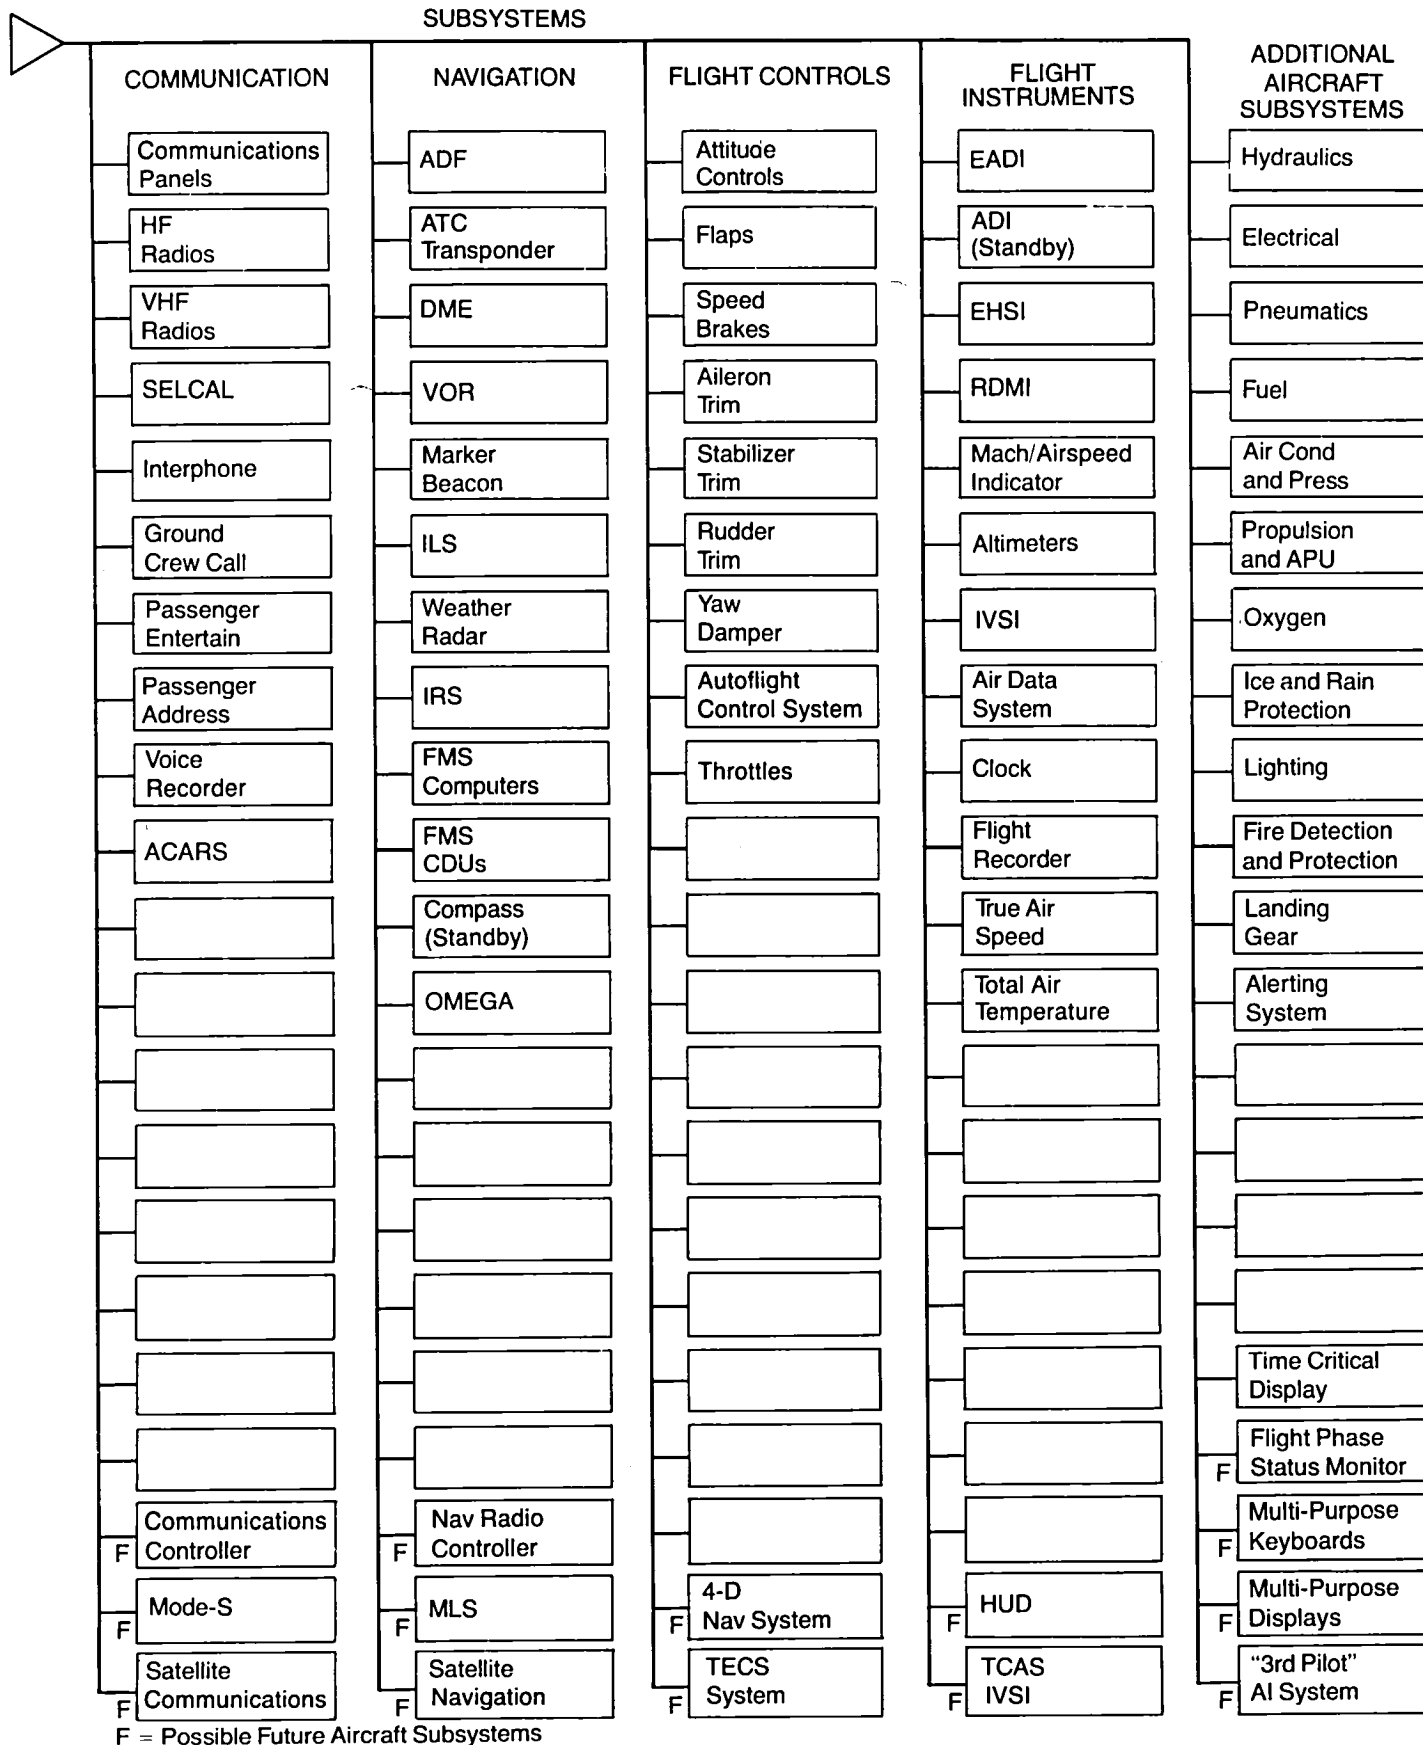 SUBSYSTEMS
COMMUNICATION
Communications
Panels
HF
Radios
VHF
Radios
SELCAL
Interphone
Ground
Crew Call
Passenger
Entertain
Passenger
Address
Voice
Recorder
ACARS
F
Communications
Controller
F
Mode-S
F
Satellite
Communications
NAVIGATION
ADF
ATC
Transponder
DME
VOR
Marker
Beacon
ILS
Weather
Radar
IRS
FMS
Computers
FMS
CDUs
Compass
(Standby)
OMEGA
F
Nav Radio
Controller
F
MLS
F
Satellite
Navigation
FLIGHT CONTROLS
Attitude
Controls
Flaps
Speed
Brakes
Aileron
Trim
Stabilizer
Trim
Rudder
Trim
Yaw
Damper
Autoflight
Control System
Throttles
F
4-D
Nav System
F
TECS
System
FLIGHT
INSTRUMENTS
EADI
ADI
(Standby)
EHSI
RDMI
Mach/Airspeed
Indicator
Altimeters
IVSI
Air Data
System
Clock
Flight
Recorder
True Air
Speed
Total Air
Temperature
F
HUD
F
TCAS
IVSI
ADDITIONAL
AIRCRAFT
SUBSYSTEMS
Hydraulics
Electrical
Pneumatics
Fuel
Air Cond
and Press
Propulsion
and APU
Oxygen
Ice and Rain
Protection
Lighting
Fire Detection
and Protection
Landing
Gear
Alerting
System
Time Critical
Display
F
Flight Phase
Status Monitor
F
Multi-Purpose
Keyboards
F
Multi-Purpose
Displays
F
"3rd Pilot"
AI System
F = Possible Future Aircraft Subsystems